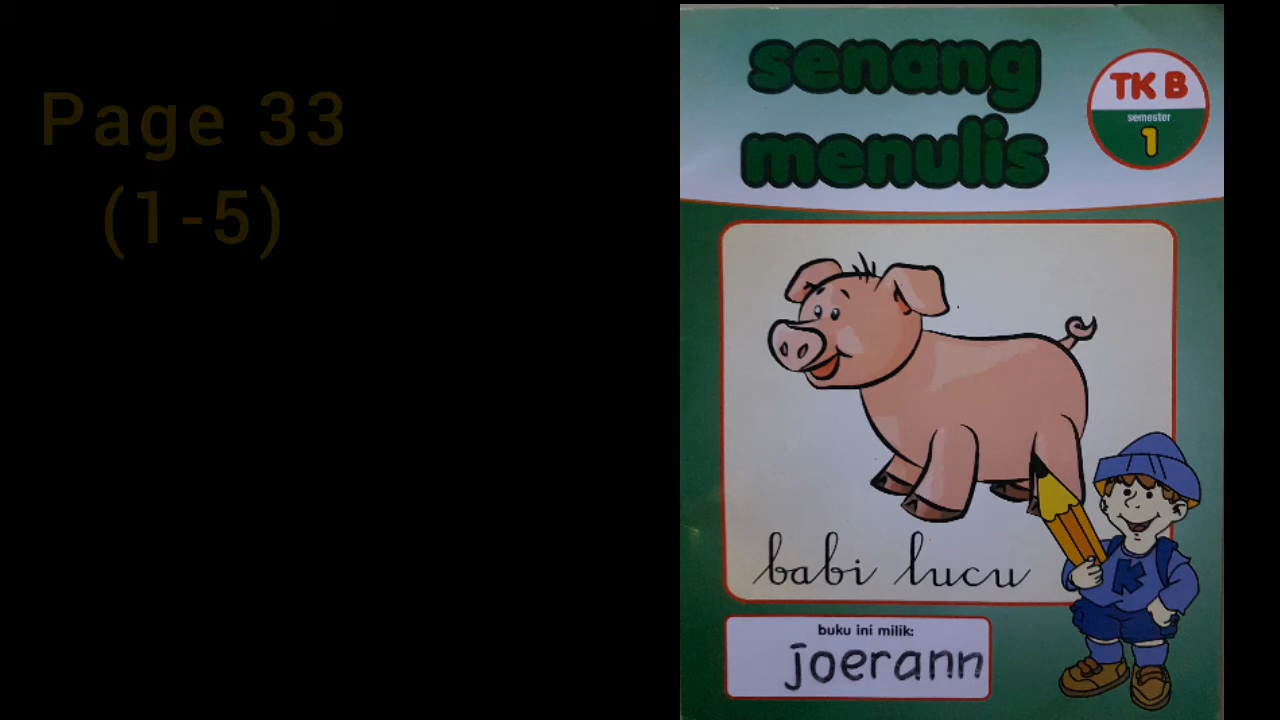 Page 33
(1-5)
senang
menulis
TK B
semester
1
babi lucu
buku ini milik:
joerann
K